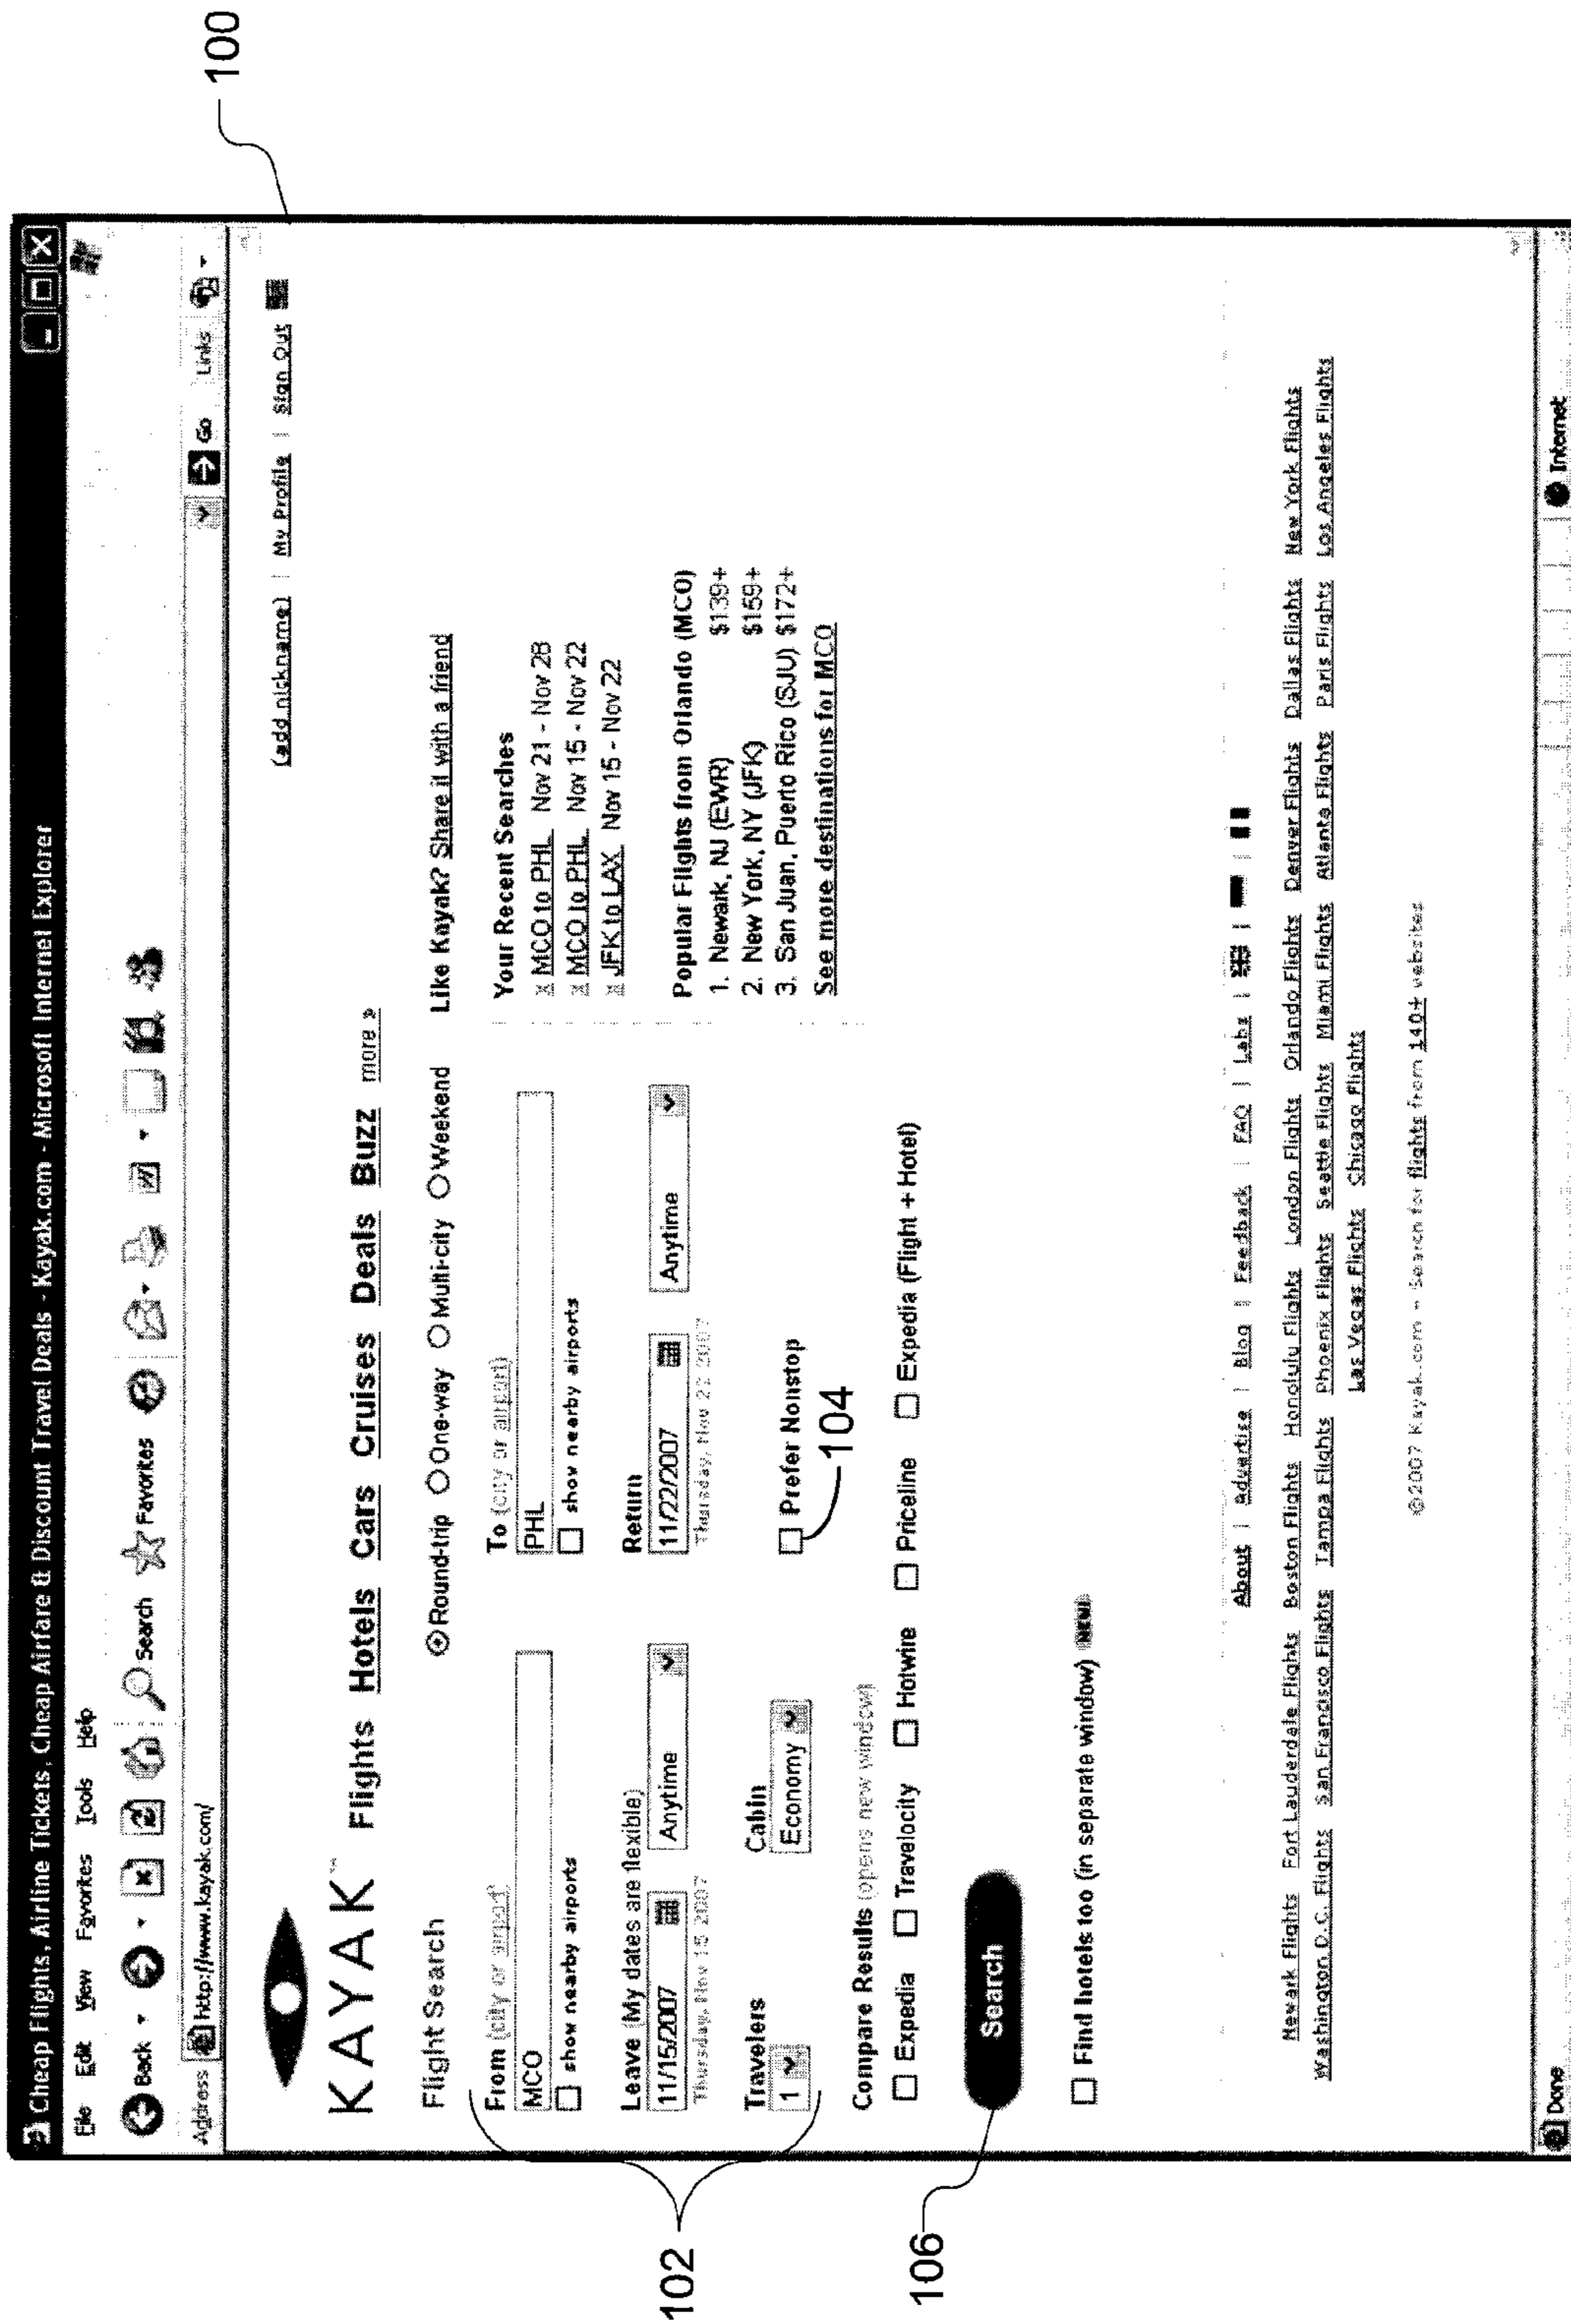 Cheap Flights, Airline Tickets, Cheap Airfare & Discount Travel Deals - Kayak.com - Microsoft Internet Explorer
File Edit View Favorites Tools Help
Back Search Favorites
Address http://www.kayak.com/ Go Links
100
(add nickname) | My Profile | Sign Out
KAYAK™ Flights Hotels Cars Cruises Deals Buzz more »
Flight Search Round-trip One-way Multi-city Weekend
Like Kayak? Share it with a friend
From (city or airport) To (city or airport)
MCO PHL
show nearby airports show nearby airports
Leave (My dates are flexible) Return
11/15/2007 Anytime 11/22/2007 Anytime
Thursday, Nov 15 2007 Thursday, Nov 22 2007
102
Travelers Cabin
1 Economy Prefer Nonstop
104
Compare Results (opens new window)
Expedia Travelocity Hotwire Priceline Expedia (Flight + Hotel)
Search
106
Find hotels too (in separate window) NEW!
Your Recent Searches
x MCO to PHL Nov 21 - Nov 28
x MCO to PHL Nov 15 - Nov 22
x JFK to LAX Nov 15 - Nov 22
Popular Flights from Orlando (MCO)
1. Newark, NJ (EWR) $139+
2. New York, NY (JFK) $159+
3. San Juan, Puerto Rico (SJU) $172+
See more destinations for MCO
About | Advertise | Blog | Feedback | FAQ | Labs |
Newark Flights Fort Lauderdale Flights Boston Flights Honolulu Flights London Flights Orlando Flights Denver Flights Dallas Flights New York Flights
Washington D.C. Flights San Francisco Flights Tampa Flights Phoenix Flights Seattle Flights Miami Flights Atlanta Flights Paris Flights Los Angeles Flights
Las Vegas Flights Chicago Flights
©2007 Kayak.com - Search for flights from 140+ websites
Done Internet